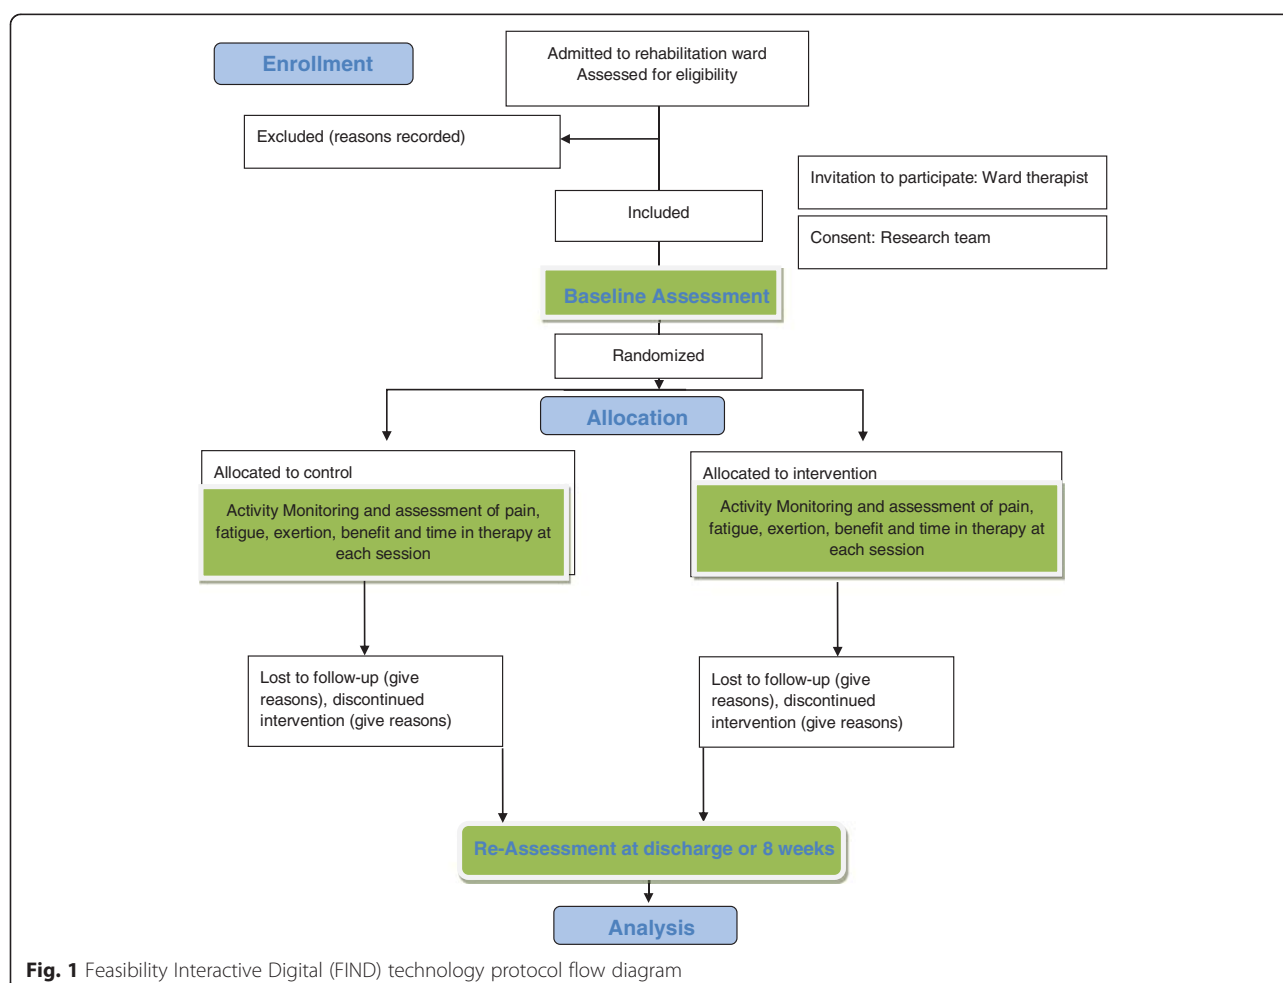 Enrollment
Admitted to rehabilitation ward
Assessed for eligibility
Excluded (reasons recorded)
Invitation to participate: Ward therapist
Included
Consent: Research team
Baseline Assessment
Randomized
Allocation
Allocated to control
Activity Monitoring and assessment of pain,
fatigue, exertion, benefit and time in therapy at
each session
Allocated to intervention
Activity Monitoring and assessment of pain,
fatigue, exertion, benefit and time in therapy
at each session
Lost to follow-up (give
reasons), discontinued
intervention (give reasons)
Lost to follow-up (give
reasons), discontinued
intervention (give reasons)
Re-Assessment at discharge or 8 weeks
Analysis
Fig. 1 Feasibility Interactive Digital (FIND) technology protocol flow diagram